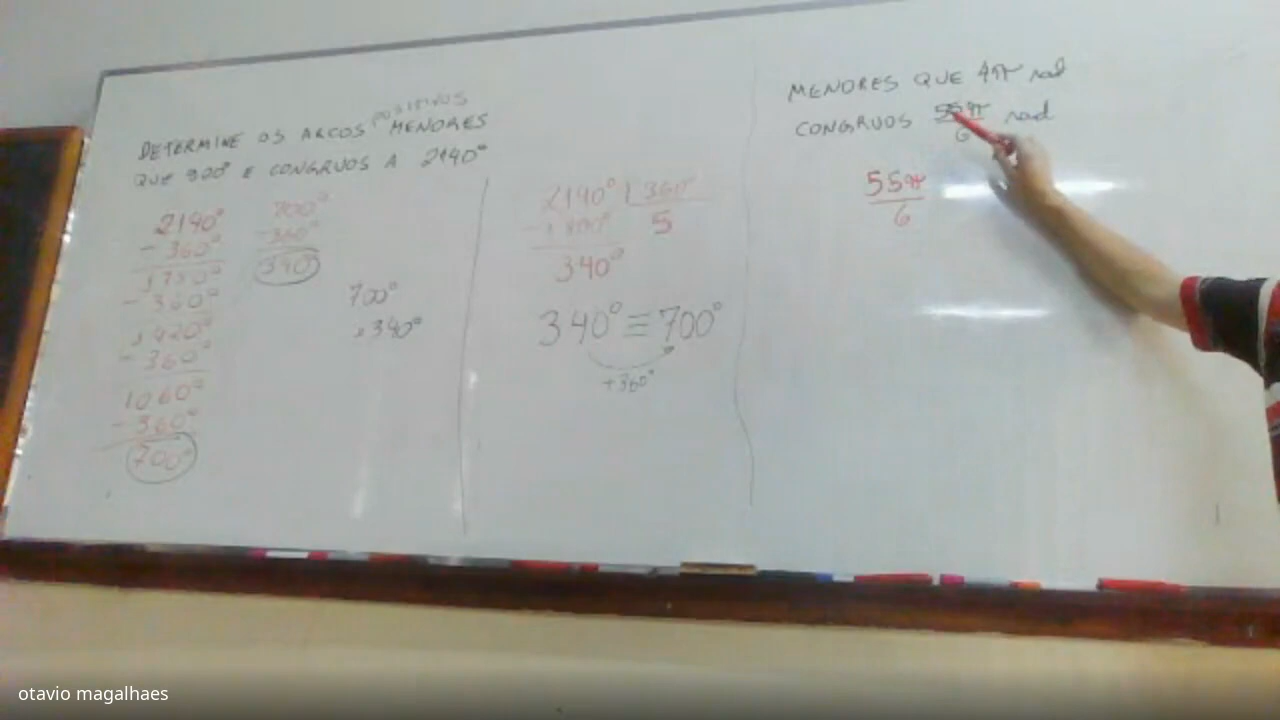 DETERMINE OS ARCOS POSITIVOS MENORES
QUE 900° E CONGRUOS A 2140°
2140°
- 360°
1780°
- 360°
1420°
- 360°
1060°
- 360°
700°
700°
- 360°
340°
700°
340°
2140° | 360°
- 1800° 5
340°
340° ≡ 700°
+360°
MENORES QUE 4π rad
CONGRUOS 55π/6 rad
55π/6
otavio magalhaes